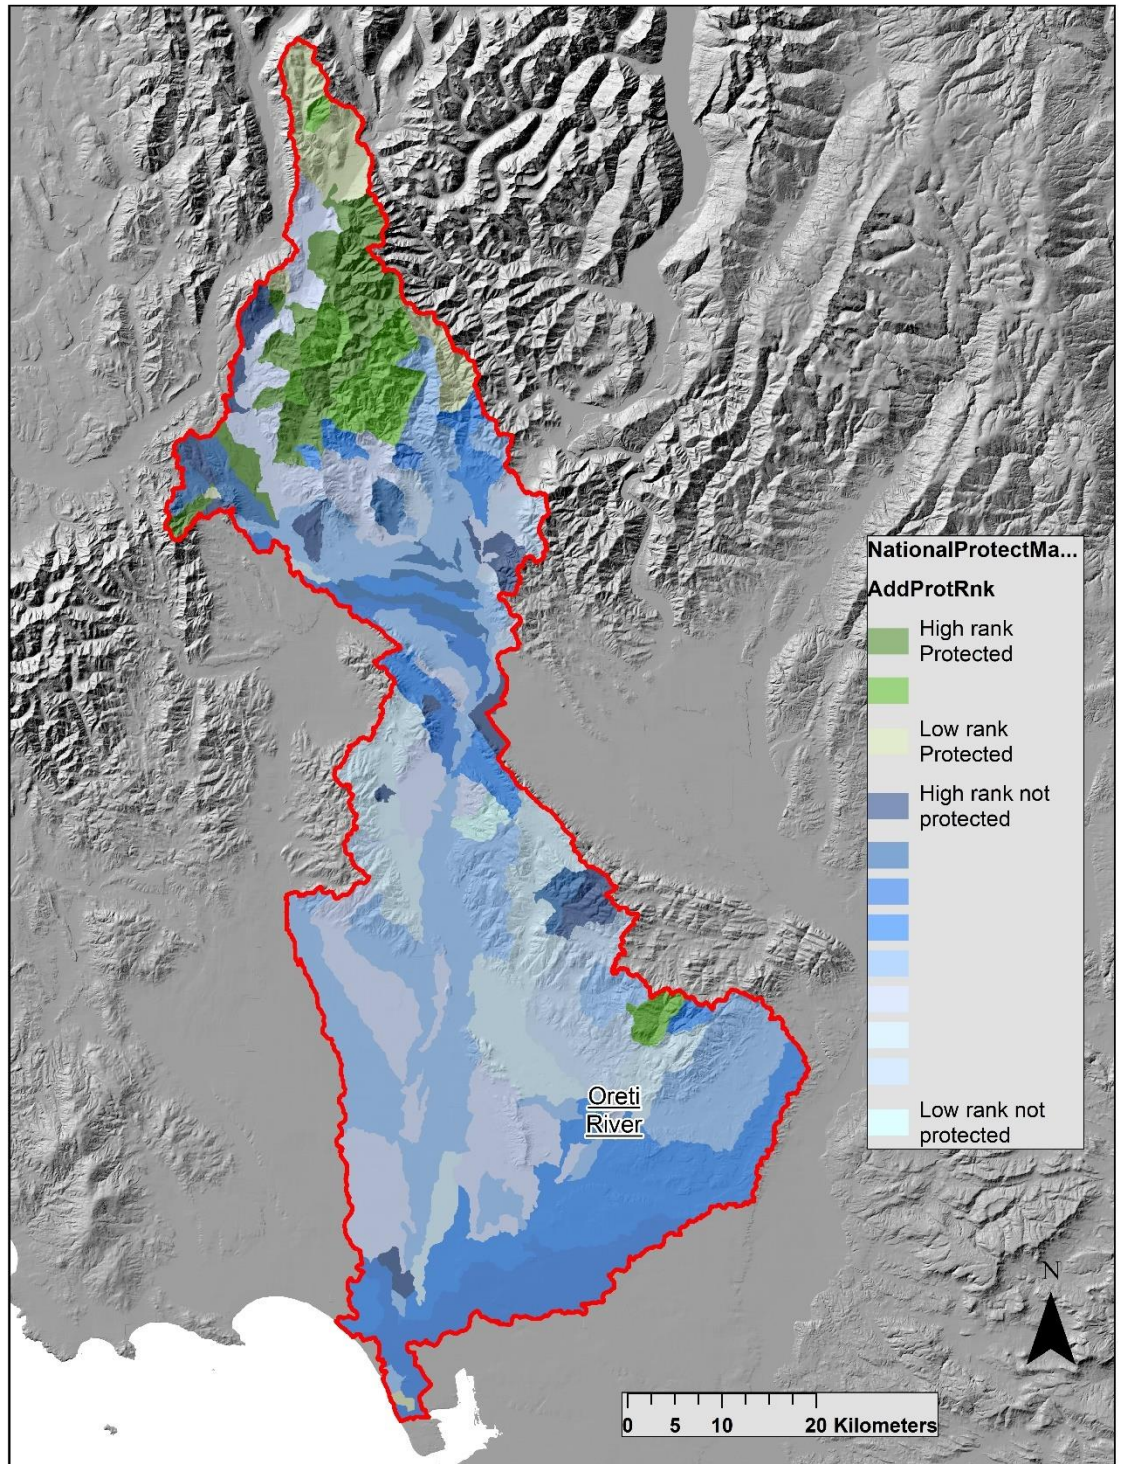 NationalProtectMa...
AddProtRnk
High rank
Protected
Low rank
Protected
High rank not
protected
Low rank not
protected
Oreti
River
N
0 5 10 20 Kilometers